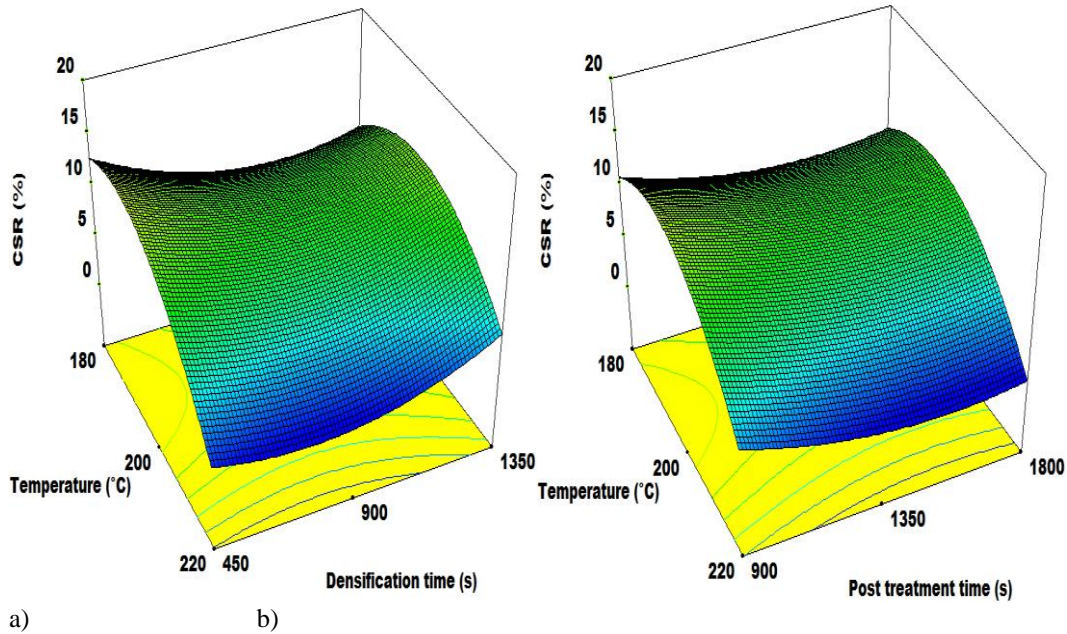 20
15
10
5
0
CSR (%)
180
200
220
Temperature (˚C)
450
900
1350
Densification time (s)
20
15
10
5
0
CSR (%)
180
200
220
Temperature (˚C)
900
1350
1800
Post treatment time (s)
a)
b)